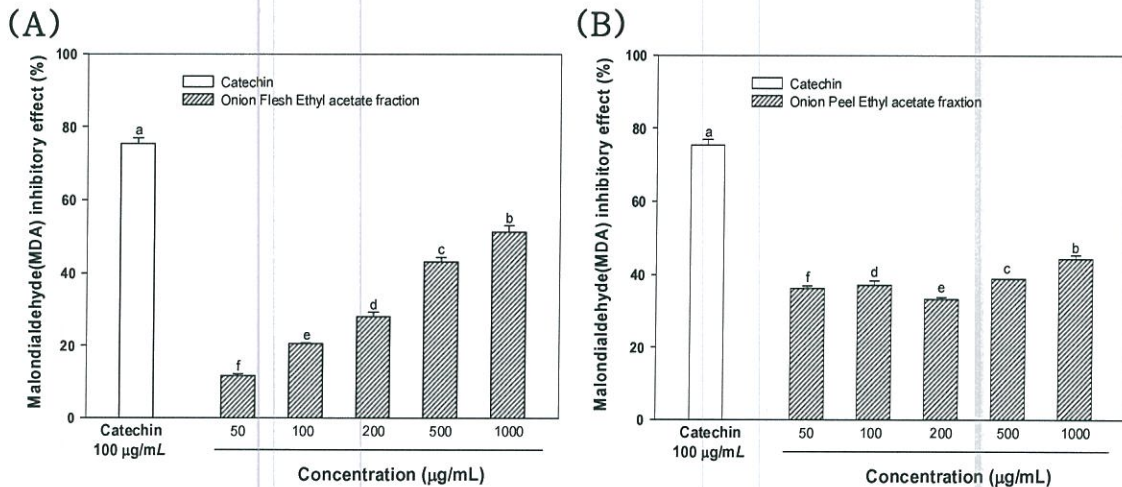 (A)
Malondialdehyde(MDA) inhibitory effect (%)
100
80
60
40
20
0
Catechin
Onion Flesh Ethyl acetate fraction
a
f
e
d
c
b
Catechin
100 µg/mL
50
100
200
500
1000
Concentration (µg/mL)
(B)
Malondialdehyde(MDA) inhibitory effect (%)
100
80
60
40
20
0
Catechin
Onion Peel Ethyl acetate fraxtion
a
f
d
e
c
b
Catechin
100 µg/mL
50
100
200
500
1000
Concentration (µg/mL)